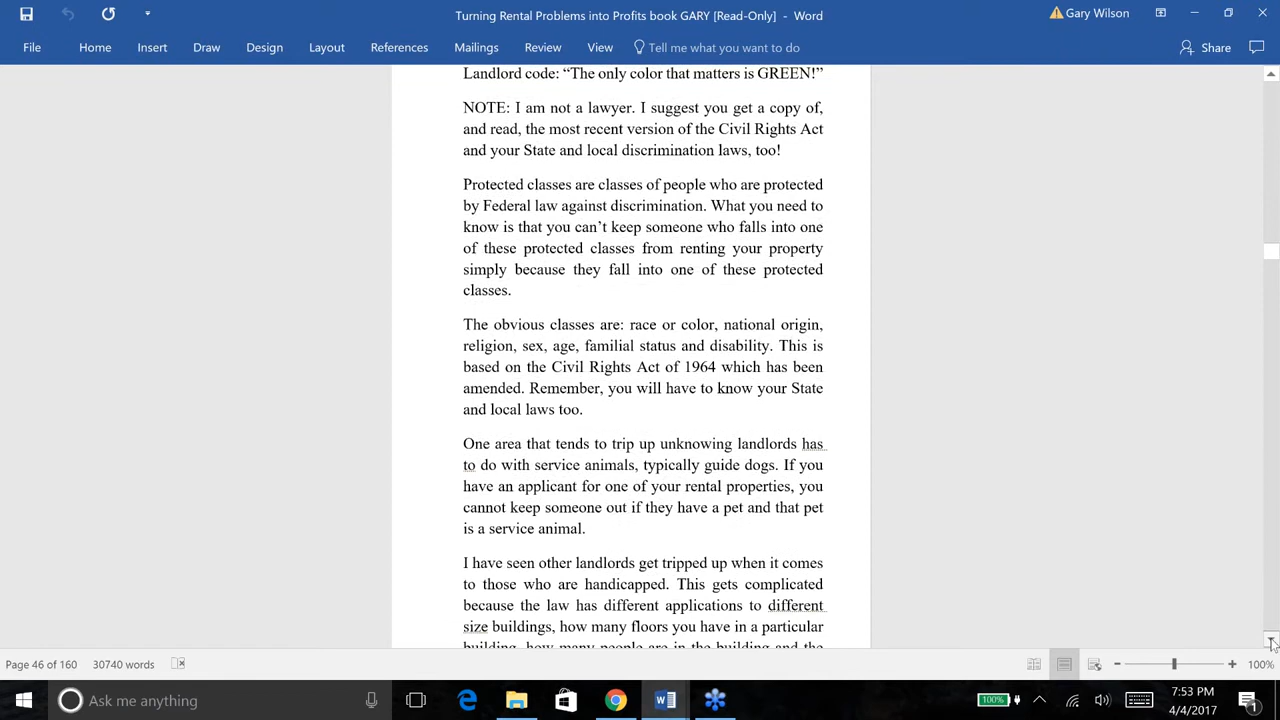 Turning Rental Problems into Profits book GARY [Read-Only] - Word
Gary Wilson
File Home Insert Draw Design Layout References Mailings Review View Tell me what you want to do Share
Landlord code: “The only color that matters is GREEN!”
NOTE: I am not a lawyer. I suggest you get a copy of,
and read, the most recent version of the Civil Rights Act
and your State and local discrimination laws, too!
Protected classes are classes of people who are protected
by Federal law against discrimination. What you need to
know is that you can’t keep someone who falls into one
of these protected classes from renting your property
simply because they fall into one of these protected
classes.
The obvious classes are: race or color, national origin,
religion, sex, age, familial status and disability. This is
based on the Civil Rights Act of 1964 which has been
amended. Remember, you will have to know your State
and local laws too.
One area that tends to trip up unknowing landlords has
to do with service animals, typically guide dogs. If you
have an applicant for one of your rental properties, you
cannot keep someone out if they have a pet and that pet
is a service animal.
I have seen other landlords get tripped up when it comes
to those who are handicapped. This gets complicated
because the law has different applications to different
size buildings, how many floors you have in a particular
building, how many people are in the building and the
Page 46 of 160 30740 words 100%
Ask me anything
100%
7:53 PM
4/4/2017
1